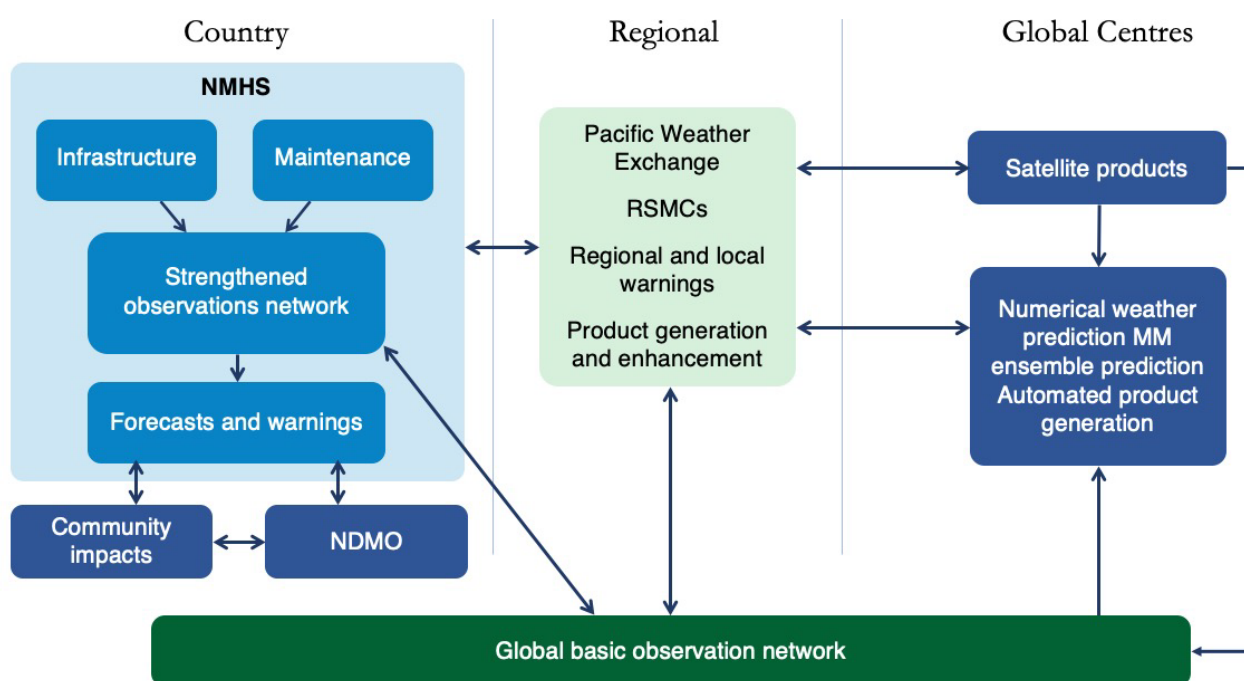 Country
Regional
Global Centres
NMHS
Infrastructure
Maintenance
Strengthened
observations network
Forecasts and warnings
Community
impacts
NDMO
Pacific Weather
Exchange
RSMCs
Regional and local
warnings
Product generation
and enhancement
Satellite products
Numerical weather
prediction MM
ensemble prediction
Automated product
generation
Global basic observation network